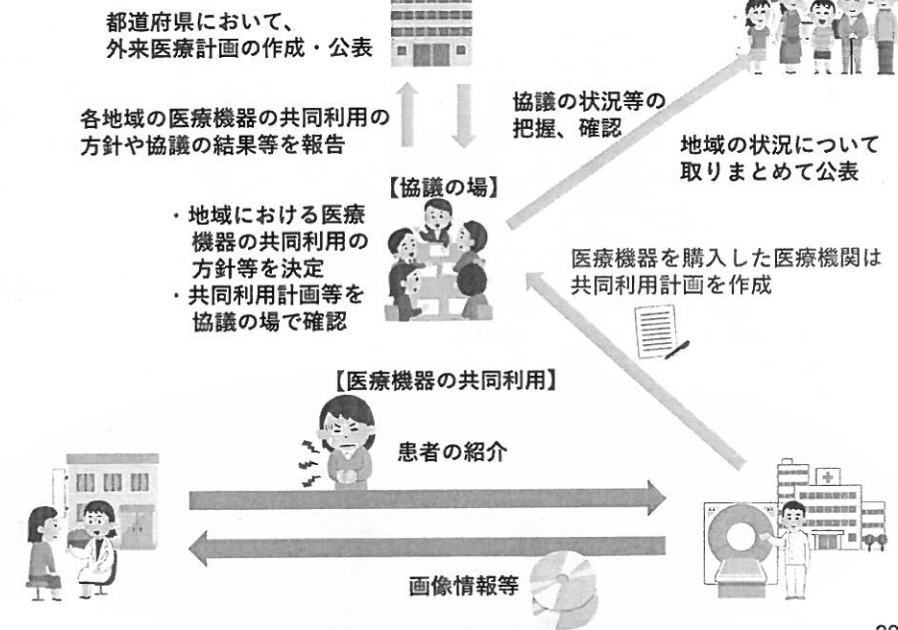 都道府県において、
外来医療計画の作成・公表
各地域の医療機器の共同利用の
方針や協議の結果等を報告
協議の状況等の
把握、確認
地域の状況について
取りまとめて公表
【協議の場】
・地域における医療
機器の共同利用の
方針等を決定
・共同利用計画等を
協議の場で確認
医療機器を購入した医療機関は
共同利用計画を作成
【医療機器の共同利用】
患者の紹介
画像情報等